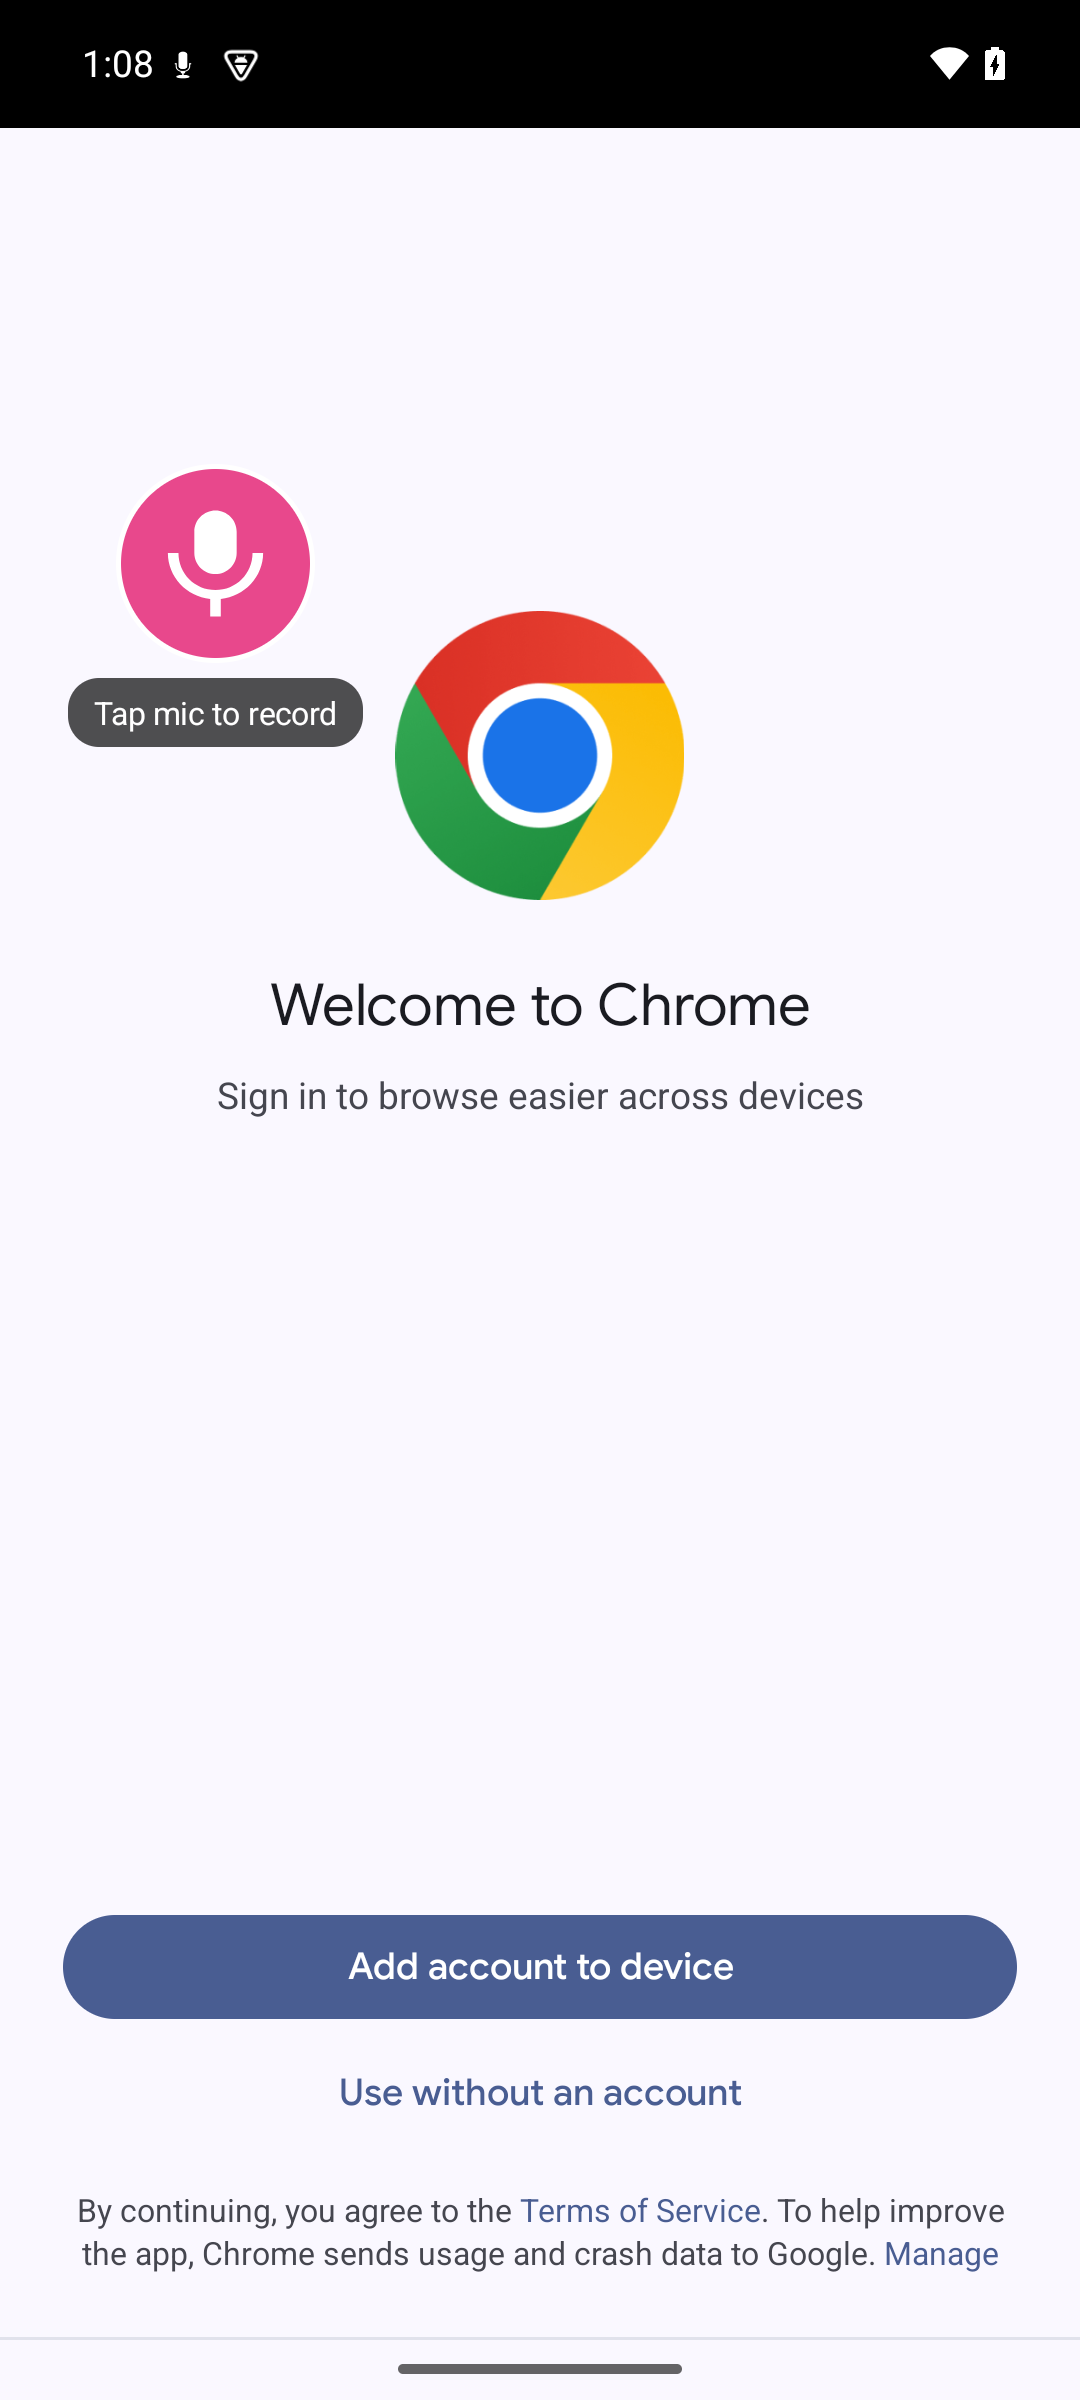 1:08
Tap mic to record
Welcome to Chrome
Sign in to browse easier across devices
Add account to device
Use without an account
By continuing, you agree to the Terms of Service. To help improve
the app, Chrome sends usage and crash data to Google. Manage